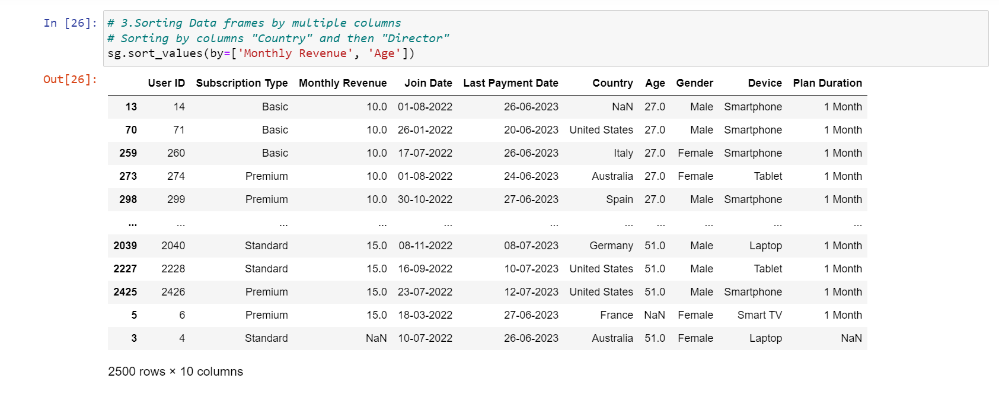 In [26]: # 3.Sorting Data frames by multiple columns
# Sorting by columns "Country" and then "Director"
sg.sort_values(by=['Monthly Revenue', 'Age'])
Out[26]:
User ID Subscription Type Monthly Revenue Join Date Last Payment Date Country Age Gender Device Plan Duration
13 14 Basic 10.0 01-08-2022 26-06-2023 NaN 27.0 Male Smartphone 1 Month
70 71 Basic 10.0 26-01-2022 20-06-2023 United States 27.0 Male Smartphone 1 Month
259 260 Basic 10.0 17-07-2022 26-06-2023 Italy 27.0 Female Smartphone 1 Month
273 274 Premium 10.0 01-08-2022 24-06-2023 Australia 27.0 Female Tablet 1 Month
298 299 Premium 10.0 30-10-2022 27-06-2023 Spain 27.0 Male Smartphone 1 Month
... ... ... ... ... ... ... ... ... ... ...
2039 2040 Standard 15.0 08-11-2022 08-07-2023 Germany 51.0 Male Laptop 1 Month
2227 2228 Standard 15.0 16-09-2022 10-07-2023 United States 51.0 Male Tablet 1 Month
2425 2426 Premium 15.0 23-07-2022 12-07-2023 United States 51.0 Male Smartphone 1 Month
5 6 Premium 15.0 18-03-2022 27-06-2023 France NaN Female Smart TV 1 Month
3 4 Standard NaN 10-07-2022 26-06-2023 Australia 51.0 Female Laptop NaN
2500 rows × 10 columns